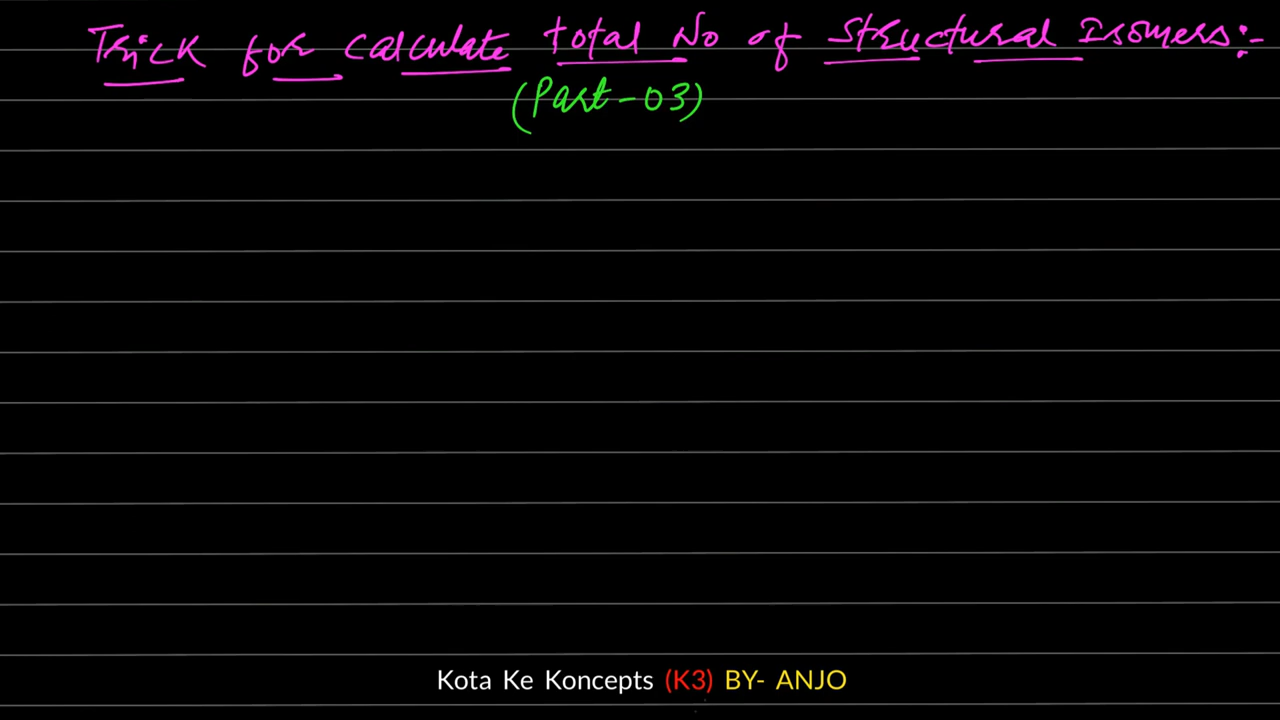 Trick for calculate total No of Structural Isomers:-
(Part-03)
Kota Ke Koncepts (K3) BY- ANJO